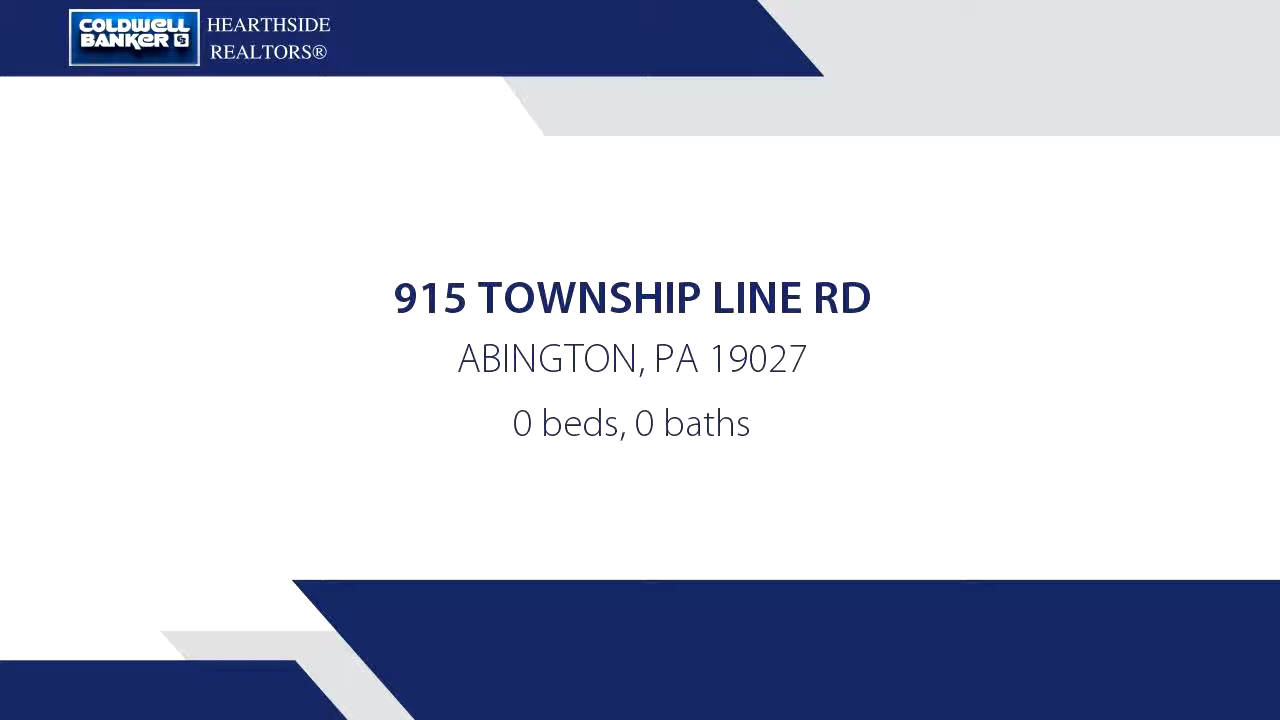 COLDWELL
BANKER
HEARTHSIDE
REALTORS®
915 TOWNSHIP LINE RD
ABINGTON, PA 19027
0 beds, 0 baths